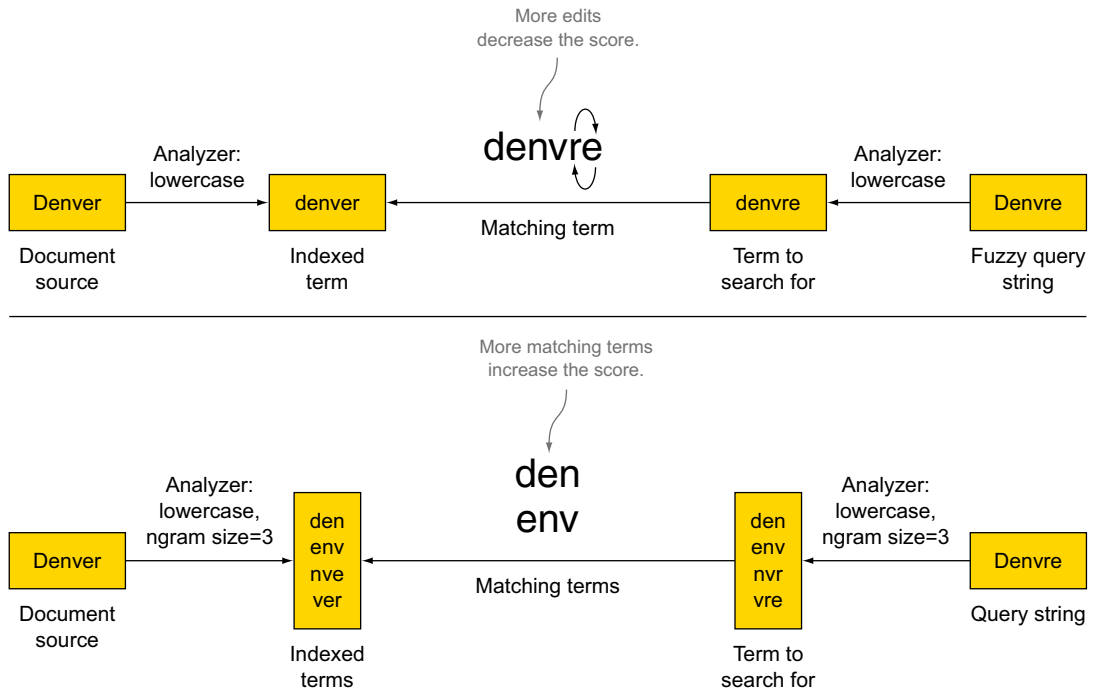 More edits
decrease the score.
denvre
Analyzer:
lowercase
Analyzer:
lowercase
Denver
denver
denvre
Denvre
Matching term
Document
source
Indexed
term
Term to
search for
Fuzzy query
string
More matching terms
increase the score.
den
env
Analyzer:
lowercase,
ngram size=3
Analyzer:
lowercase,
ngram size=3
Denver
den
env
nve
ver
den
env
nvr
vre
Denvre
Matching terms
Document
source
Query string
Indexed
terms
Term to
search for